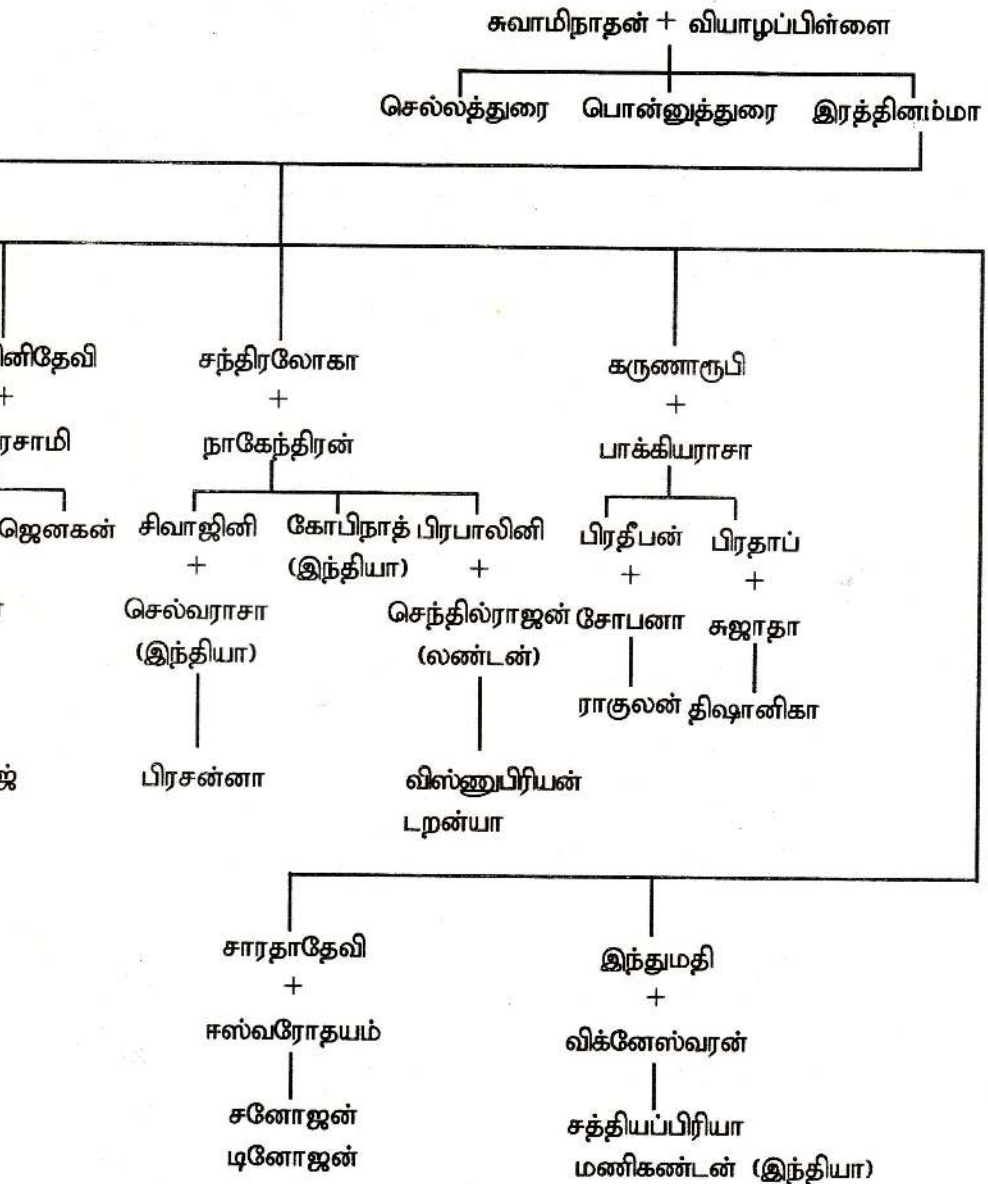 சுவாமிநாதன் + வியாழப்பிள்ளை
செல்லத்துரை பொன்னுத்துரை இரத்தினம்மா
னிதேவி சந்திரலோகா கருணாரூபி
+ + +
ரசாமி நாகேந்திரன் பாக்கியராசா
ஜெனகன் சிவாஜினி கோபிநாத் பிரபாலினி பிரதீபன் பிரதாப்
+ (இந்தியா) + + +
செல்வராசா செந்தில்ராஜன் சோபனா சுஜாதா
(இந்தியா) (லண்டன்)
ராகுலன் திஷானிகா
ஜ் பிரசன்னா விஸ்ணுபிரியன்
டறன்யா
சாரதாதேவி இந்துமதி
+ +
ஈஸ்வரோதயம் விக்னேஸ்வரன்
சனோஜன் சத்தியப்பிரியா
டினோஜன் மணிகண்டன் (இந்தியா)